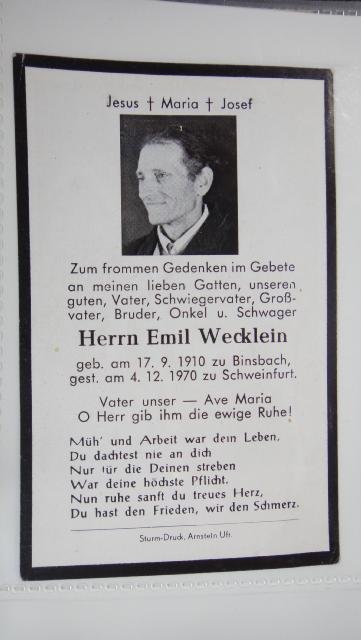 Jesus † Maria † Josef
Zum frommen Gedenken im Gebete
an meinen lieben Gatten, unseren
guten, Vater, Schwiegervater, Groß-
vater, Bruder, Onkel u. Schwager
Herrn Emil Wecklein
geb. am 17. 9. 1910 zu Binsbach,
gest. am 4. 12. 1970 zu Schweinfurt.
Vater unser — Ave Maria
O Herr gib ihm die ewige Ruhe!
Müh' und Arbeit war dein Leben,
Du dachtest nie an dich
Nur für die Deinen streben
War deine höchste Pflicht.
Nun ruhe sanft du treues Herz,
Du hast den Frieden, wir den Schmerz.
Sturm-Druck, Arnstein Ufr.